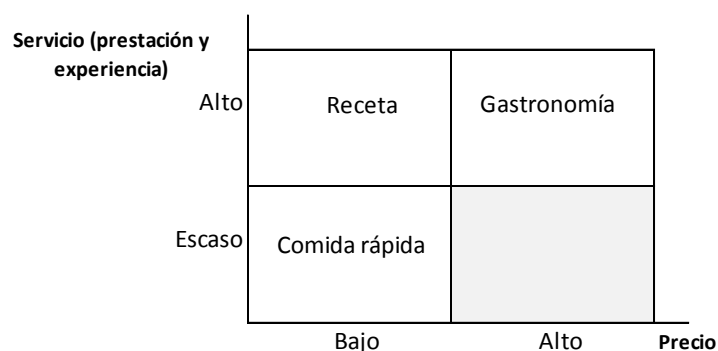 Servicio (prestación y
experiencia)
Alto
Receta
Gastronomía
Escaso
Comida rápida
Bajo
Alto
Precio